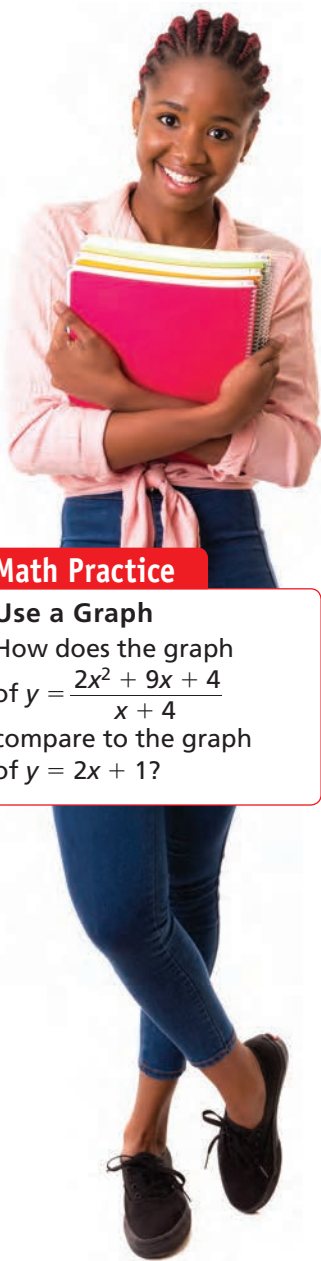 Math Practice
Use a Graph
How does the graph
of y = \frac{2x² + 9x + 4}{x + 4}
compare to the graph
of y = 2x + 1?